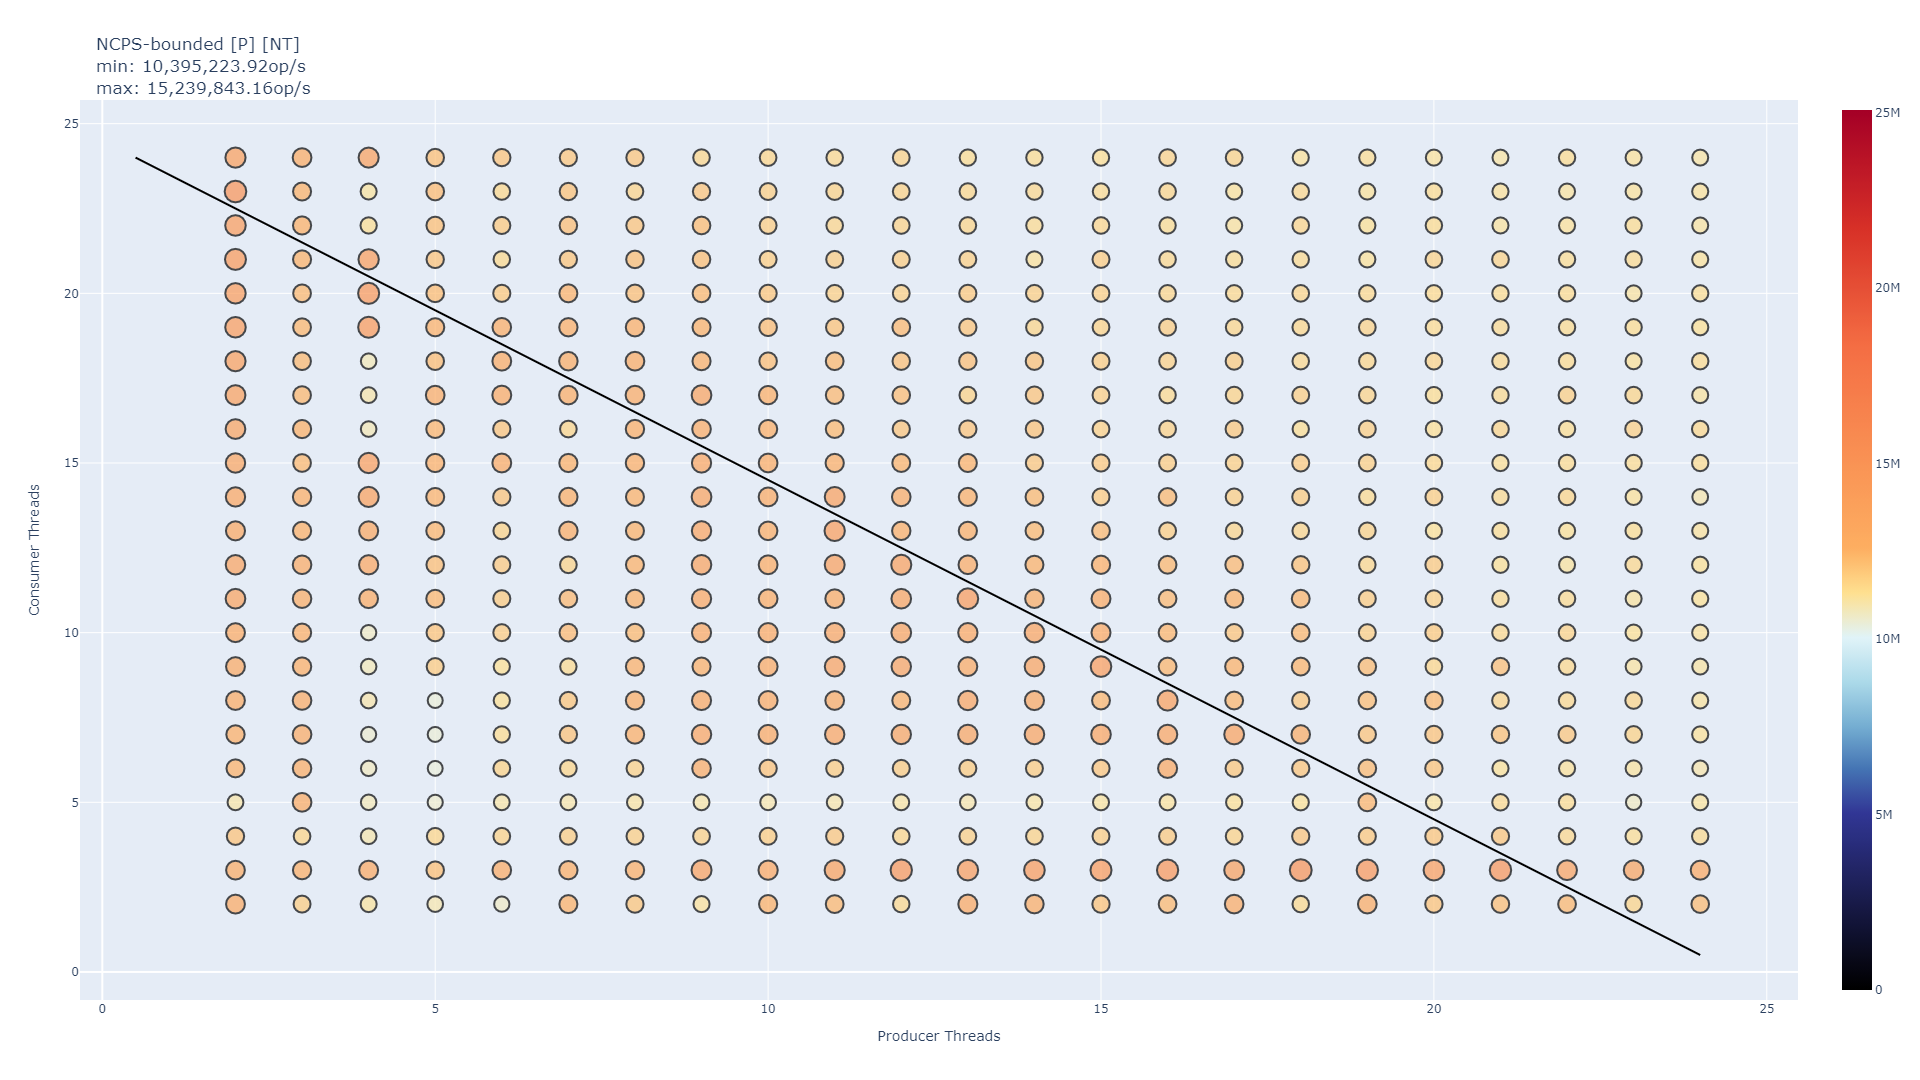 NCPS-bounded [P] [NT]
min: 10,395,223.92op/s
max: 15,239,843.16op/s
25
20
15
10
5
0
Consumer Threads
0
5
10
15
20
25
Producer Threads
25M
20M
15M
10M
5M
0